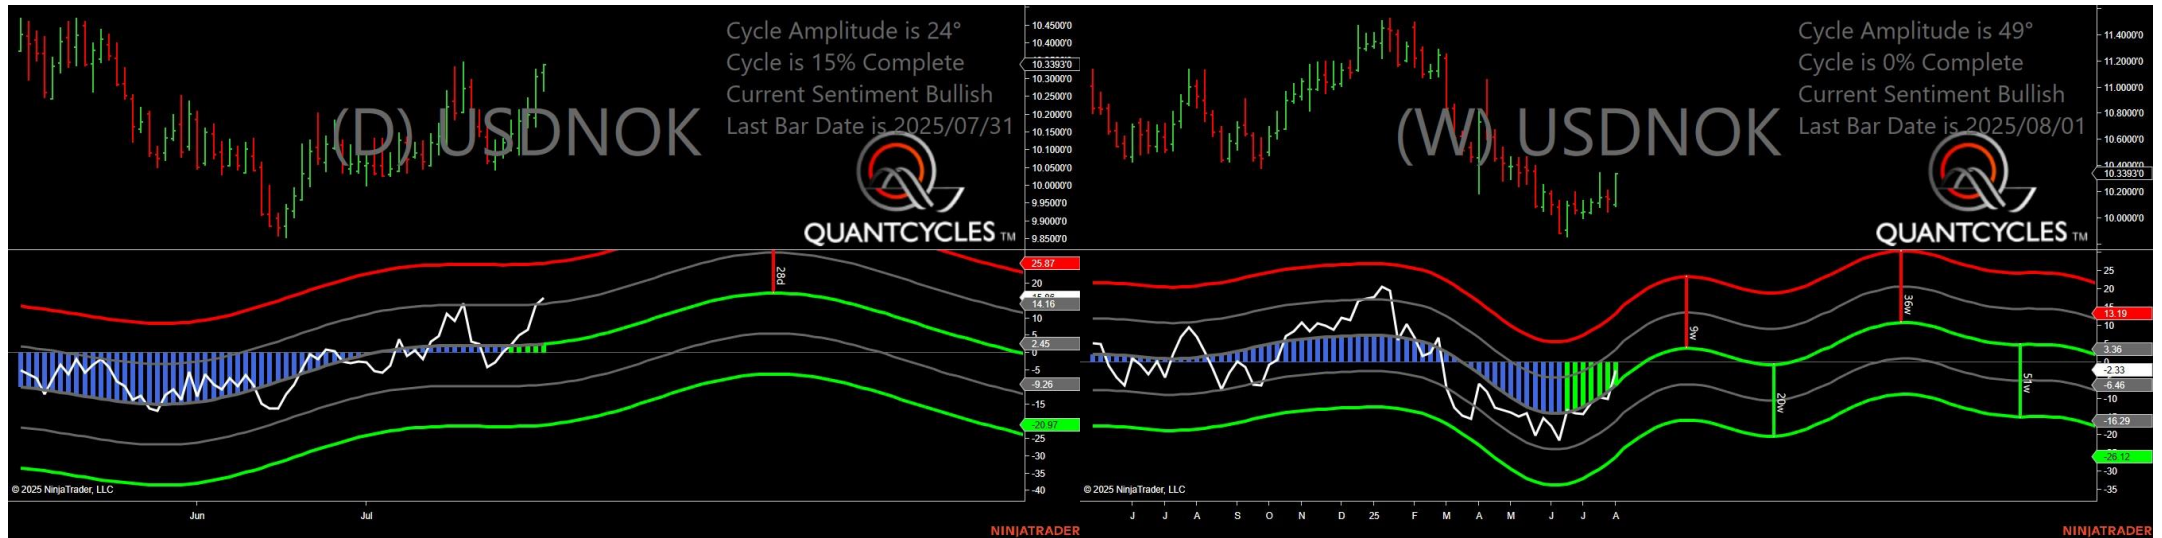 Cycle Amplitude is 24°
Cycle is 15% Complete
Current Sentiment Bullish
Last Bar Date is 2025/07/31
(D) USDNOK
QUANTCYCLES TM
10.4500'0
10.4000'0
10.3393'0
10.3000'0
10.2500'0
10.2000'0
10.1500'0
10.1000'0
10.0500'0
10.0000'0
9.9500'0
9.9000'0
9.8500'0
28d
25.87
20
14.16
10
5
2.45
0
-5
-9.26
-15
-20.97
-25
-30
-35
-40
© 2025 NinjaTrader, LLC
Jun
Jul
NINJATRADER
Cycle Amplitude is 49°
Cycle is 0% Complete
Current Sentiment Bullish
Last Bar Date is 2025/08/01
(W) USDNOK
QUANTCYCLES TM
11.4000'0
11.2000'0
11.0000'0
10.8000'0
10.6000'0
10.4000'0
10.3393'0
10.2000'0
10.0000'0
9w
20w
36w
51w
25
20
15
13.19
10
3.36
0
-2.33
-6.46
-10
-16.29
-20
-26.12
-30
-35
© 2025 NinjaTrader, LLC
J
J
A
S
O
N
D
25
F
M
A
M
J
J
A
NINJATRADER